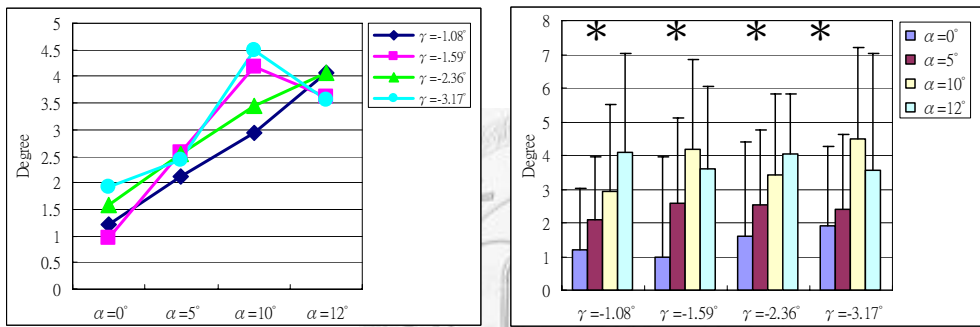 5
4.5
4
3.5
3
2.5
2
1.5
1
0.5
0
Degree
α=0° α=5° α=10° α=12°
γ=-1.08°
γ=-1.59°
γ=-2.36°
γ=-3.17°
8
7
6
5
4
3
2
1
0
Degree
* * * *
γ=-1.08° γ=-1.59° γ=-2.36° γ=-3.17°
α=0°
α=5°
α=10°
α=12°